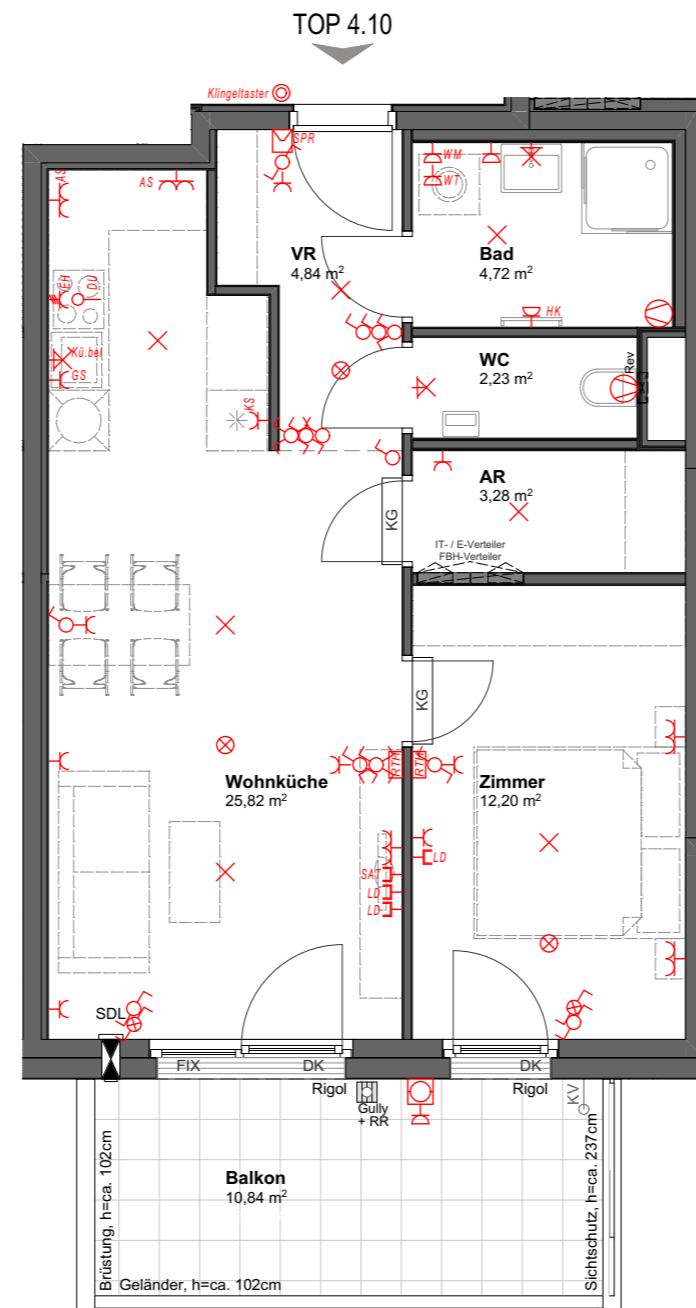 TOP 4.10
Klingeltaster
SPR
AS
AS
WM
WT
VR
4,84 m²
Bad
4,72 m²
EH
DU
HK
Kü.bel
GS
WC
2,23 m²
Rev
KS
AR
3,28 m²
KG
IT- / E-Verteiler
FBH-Verteiler
KG
RTH
RTH
Wohnküche
25,82 m²
Zimmer
12,20 m²
LD
SAT
LD
LD
SDL
FIX
DK
DK
Rigol
Rigol
Gully
+ RR
KV
Balkon
10,84 m²
Brüstung, h=ca. 102cm
Sichtschutz, h=ca. 237cm
Geländer, h=ca. 102cm